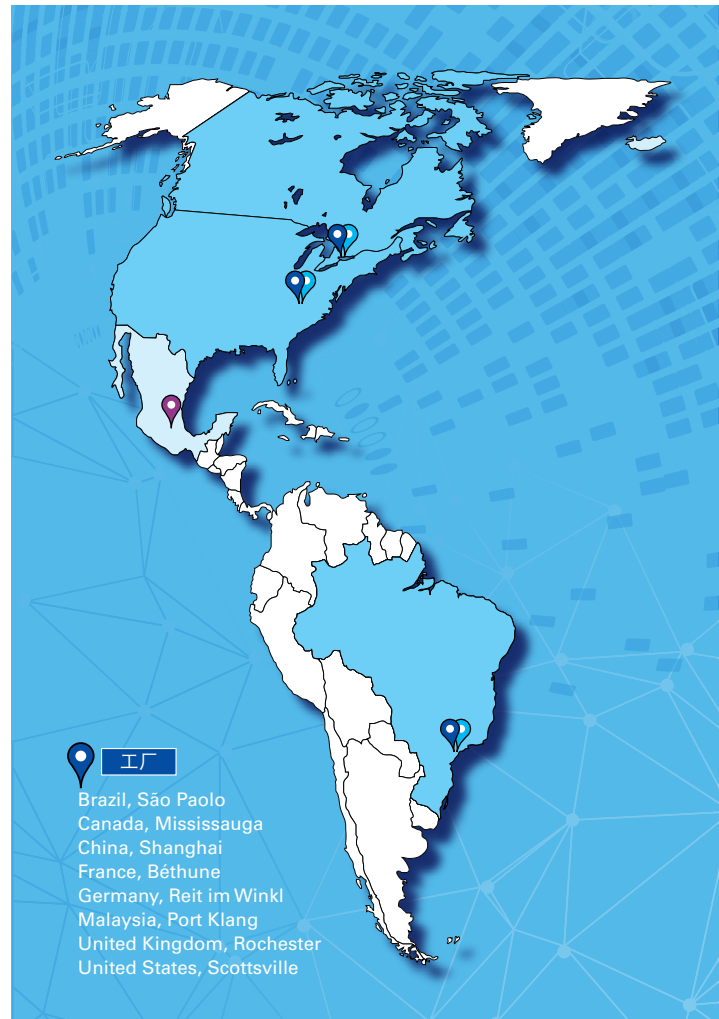 工厂
Brazil, São Paolo
Canada, Mississauga
China, Shanghai
France, Béthune
Germany, Reit im Winkl
Malaysia, Port Klang
United Kingdom, Rochester
United States, Scottsville